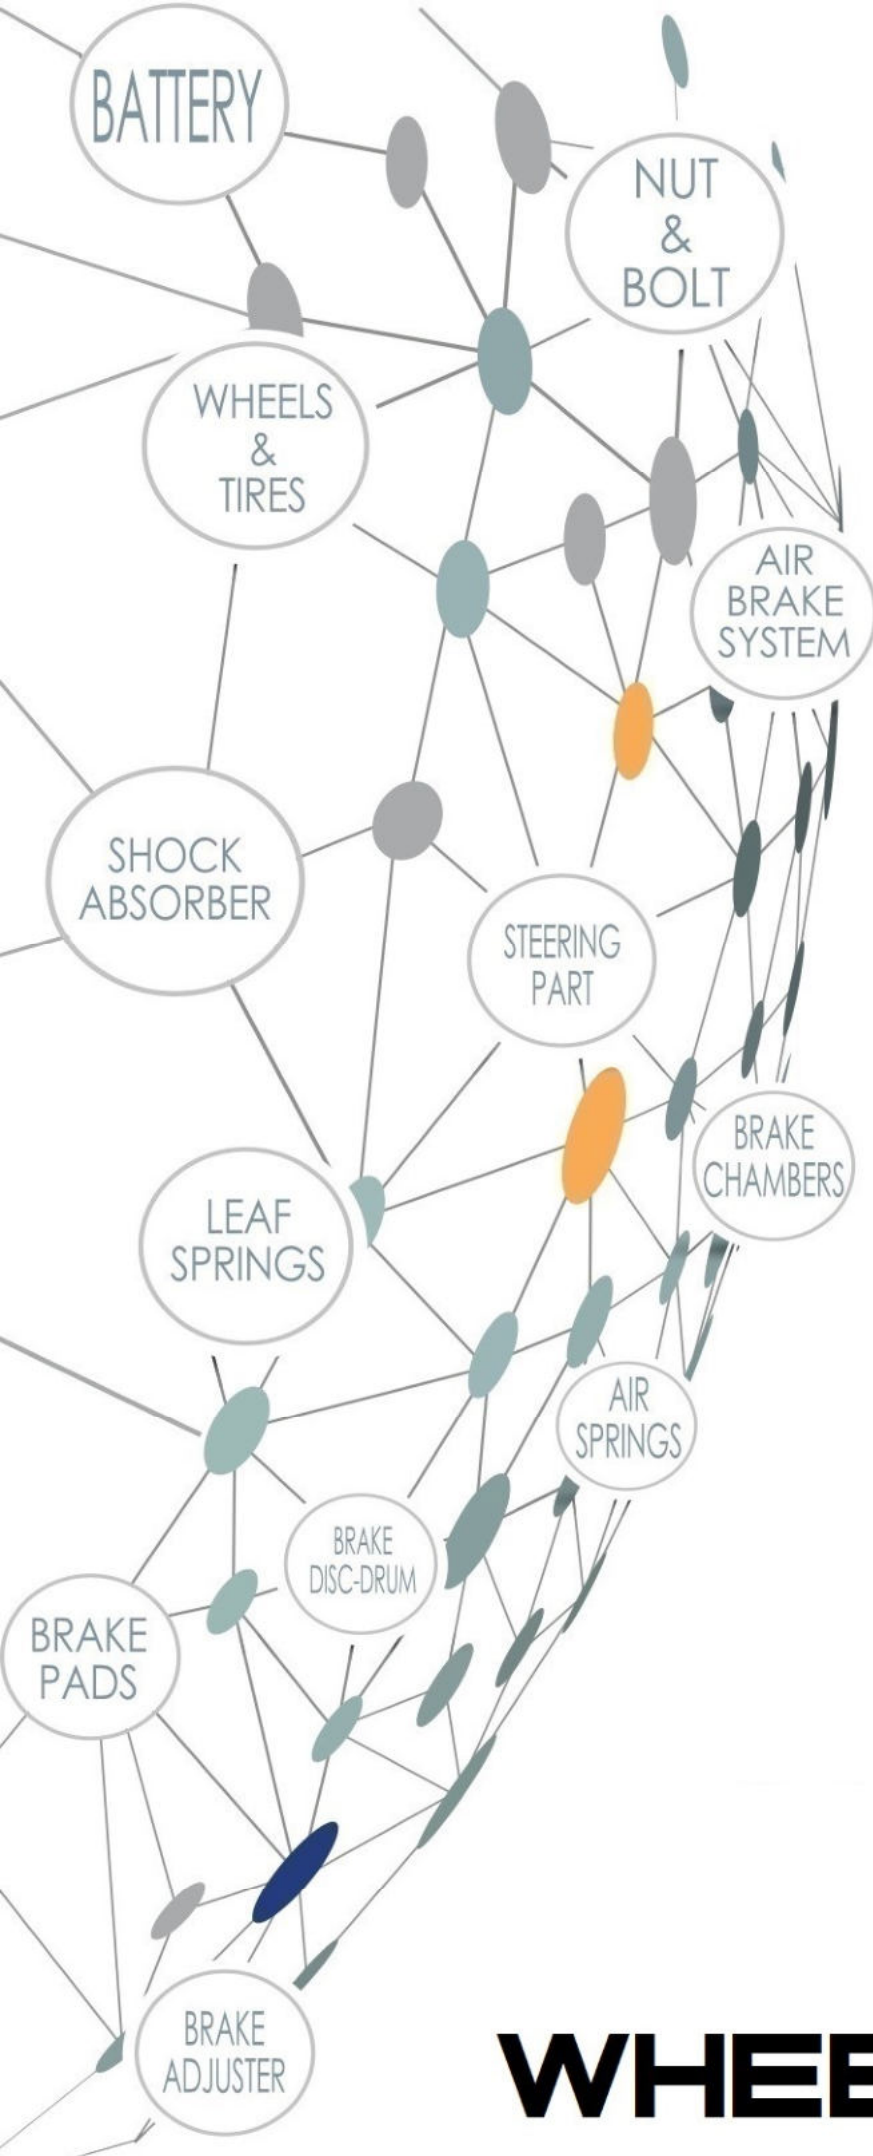 BATTERY
NUT
&
BOLT
WHEELS
&
TIRES
AIR
BRAKE
SYSTEM
SHOCK
ABSORBER
STEERING
PART
BRAKE
CHAMBERS
LEAF
SPRINGS
AIR
SPRINGS
BRAKE
DISC-DRUM
BRAKE
PADS
BRAKE
ADJUSTER
WHEE